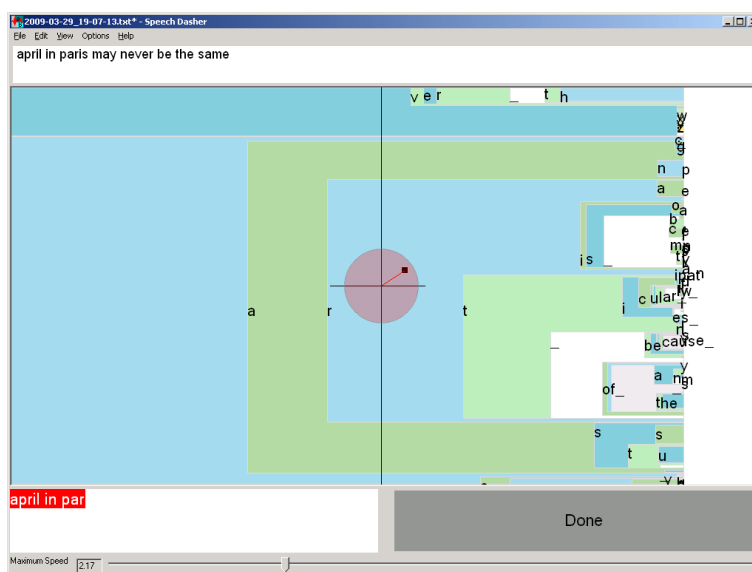 2009-03-29_19-07-13.txt* - Speech Dasher
File Edit View Options Help
april in paris may never be the same
v e r _ t h
n p
a e
i s _
a r t i c ular
_ be cause_
of_ a
the
s s
t u
april in par
Done
Maximum Speed 2.17